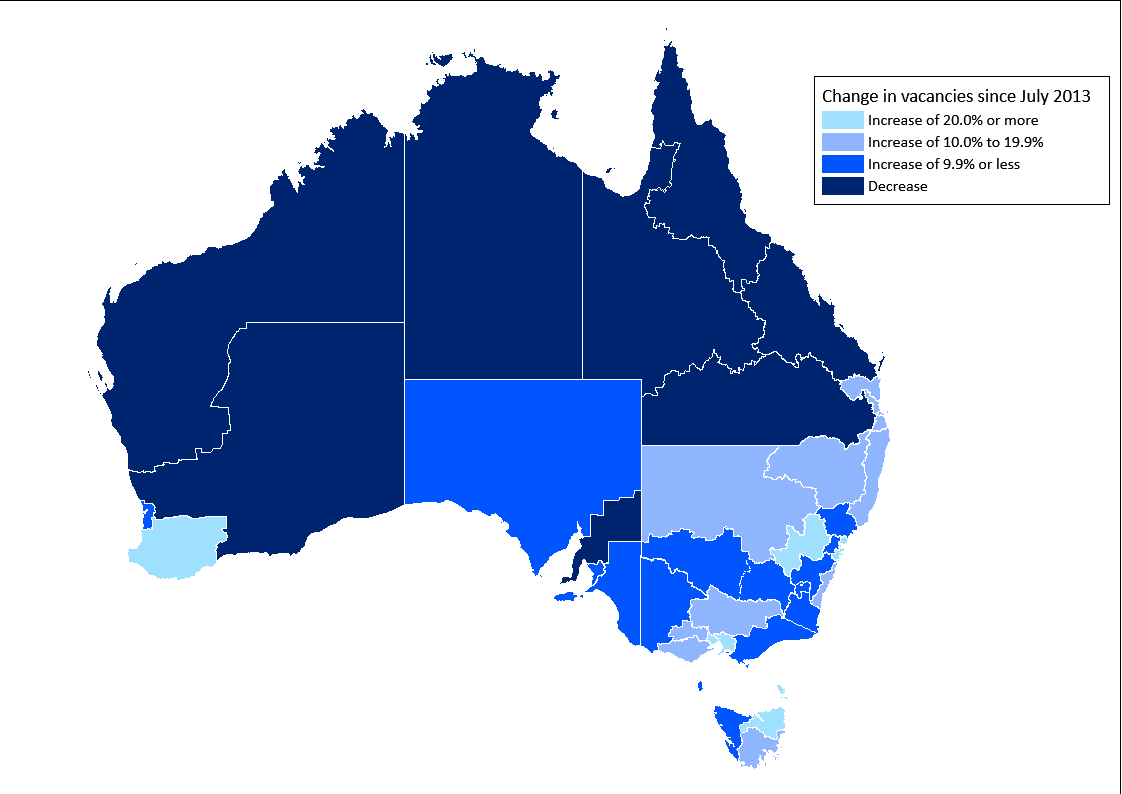 Change in vacancies since July 2013
Increase of 20.0% or more
Increase of 10.0% to 19.9%
Increase of 9.9% or less
Decrease